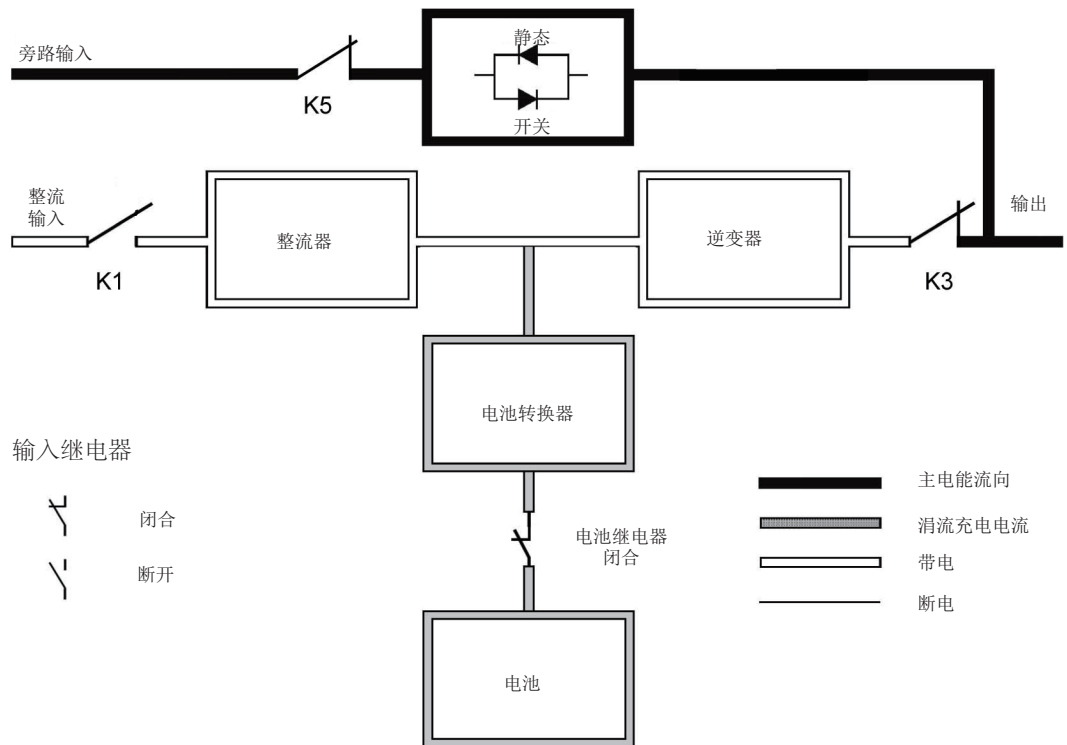 旁路输入
静态
K5
开关
整流
输入
整流器
逆变器
输出
K1
K3
电池转换器
输入继电器
闭合
断开
电池继电器
闭合
主电能流向
涓流充电电流
带电
断电
电池